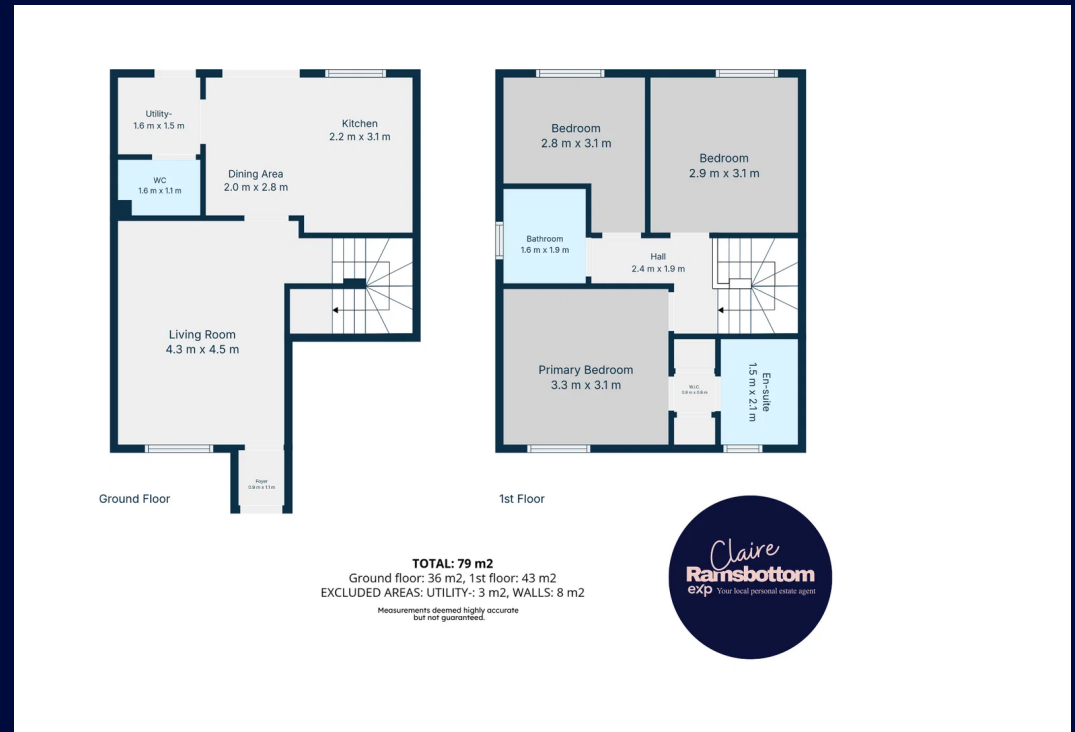 Utility-
1.6 m x 1.5 m
Kitchen
2.2 m x 3.1 m
WC
1.6 m x 1.1 m
Dining Area
2.0 m x 2.8 m
Living Room
4.3 m x 4.5 m
Foyer
0.9 m x 1.1 m
Ground Floor
Bedroom
2.8 m x 3.1 m
Bedroom
2.9 m x 3.1 m
Bathroom
1.6 m x 1.9 m
Hall
2.4 m x 1.9 m
Primary Bedroom
3.3 m x 3.1 m
W.I.C.
En-suite
1.5 m x 2.1 m
1st Floor
TOTAL: 79 m2
Ground floor: 36 m2, 1st floor: 43 m2
EXCLUDED AREAS: UTILITY-: 3 m2, WALLS: 8 m2
Measurements deemed highly accurate
but not guaranteed.
Claire
Ramsbottom
exp Your local personal estate agent